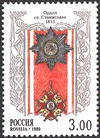 Орден
св. Станислава
1815
РОССИЯ
ROSSIJA · 1999
3.00